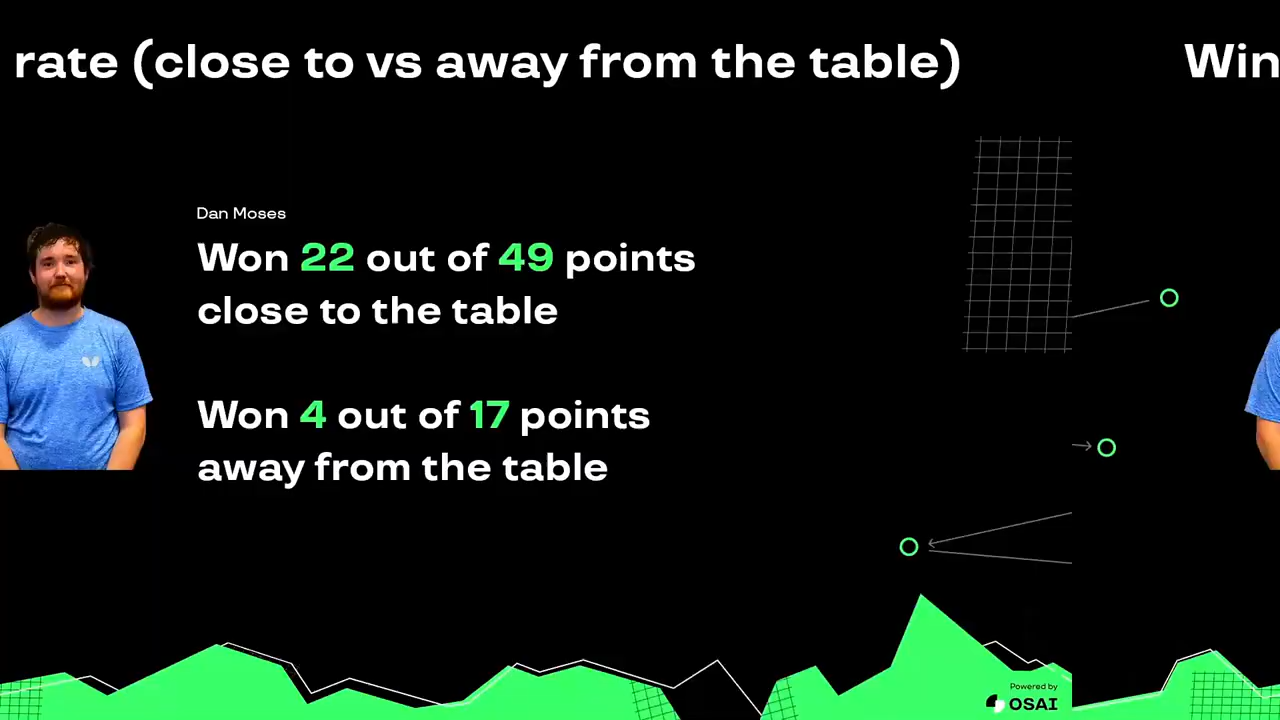 rate (close to vs away from the table)
Win
Dan Moses
Won 22 out of 49 points
close to the table
Won 4 out of 17 points
away from the table
Powered by
OSAI